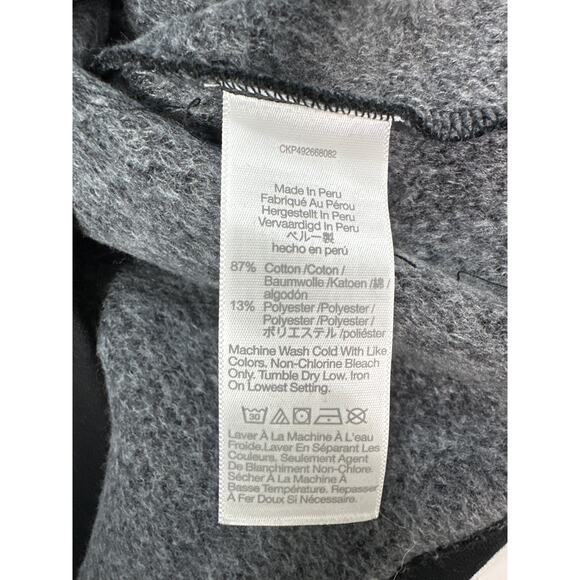 CKP492668082
Made In Peru
Fabriqué Au Pérou
Hergestellt In Peru
Vervaardigd In Peru
ペルー製
hecho en perú
87% Cotton /Coton /
Baumwolle /Katoen /綿 /
algodón
13% Polyester /Polyester /
Polyester /Polyester /
ポリエステル /poliéster
Machine Wash Cold With Like
Colors. Non-Chlorine Bleach
Only. Tumble Dry Low. Iron
On Lowest Setting.
30
Laver À La Machine À L'eau
Froide.Laver En Séparant Les
Couleurs. Seulement Agent
De Blanchiment Non-Chlore.
Sécher À La Machine À
Basse Température. Repasser
À Fer Doux Si Nécessaire.